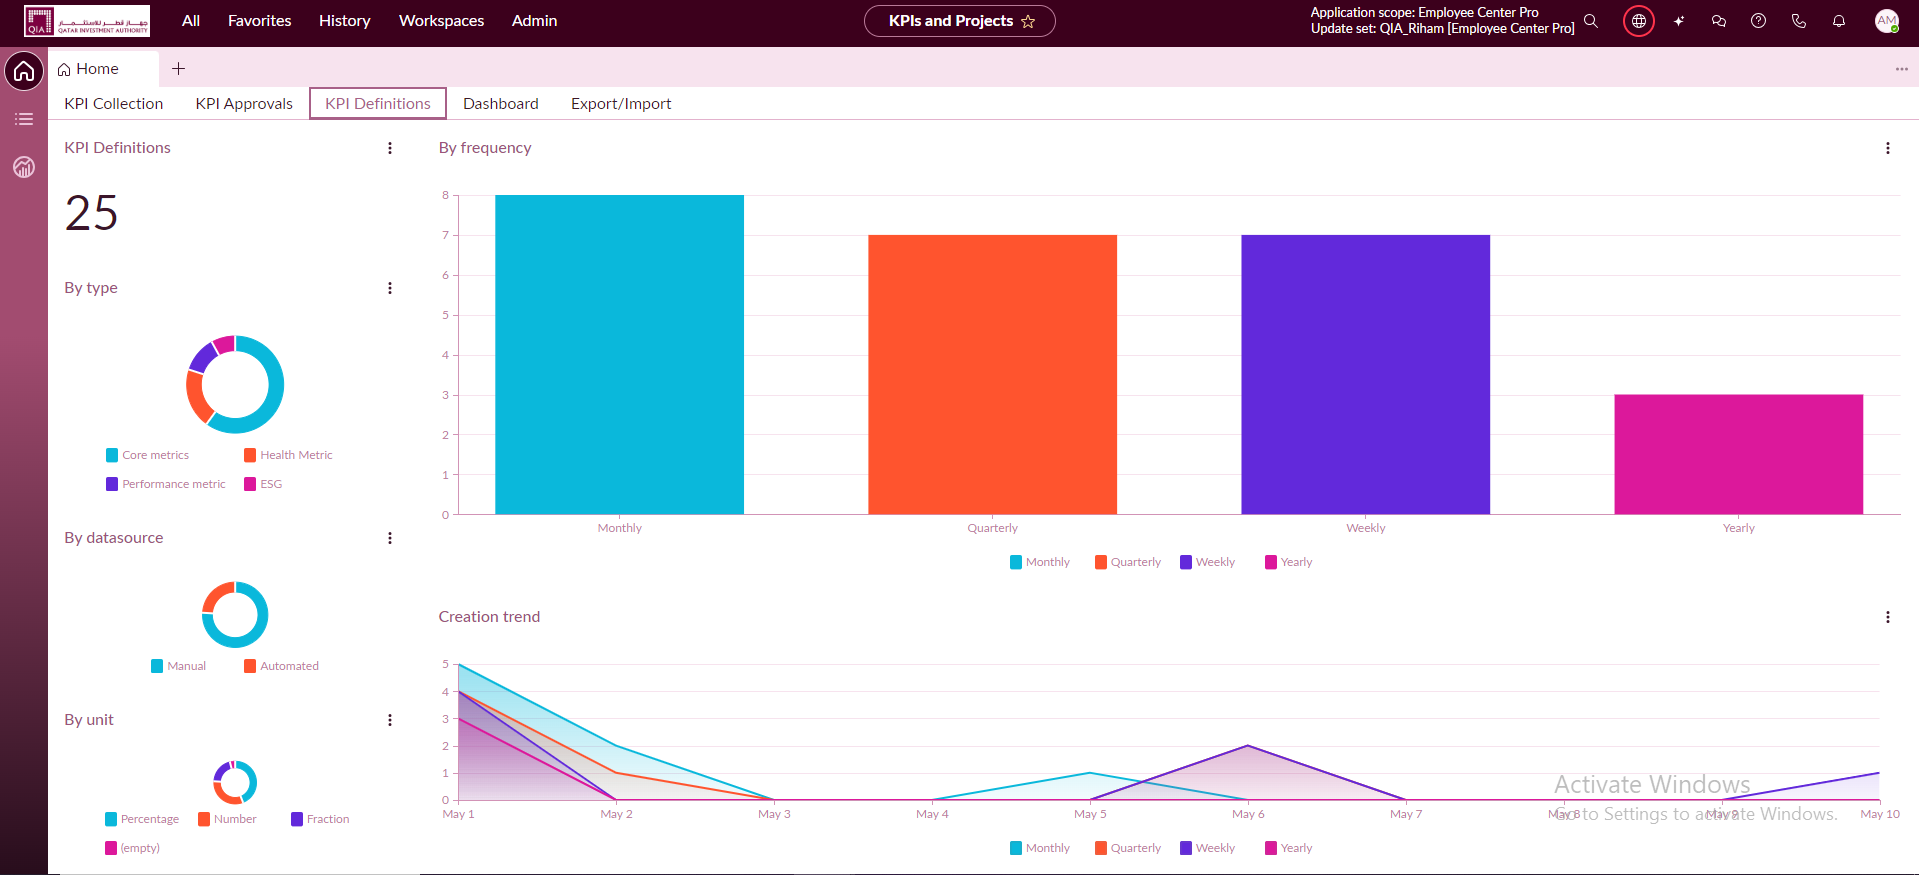 جهاز قطر للاستثمار
QIA
QATAR INVESTMENT AUTHORITY
All
Favorites
History
Workspaces
Admin
KPIs and Projects
Application scope: Employee Center Pro
Update set: QIA_Riham [Employee Center Pro]
AM
Home
KPI Collection
KPI Approvals
KPI Definitions
Dashboard
Export/Import
KPI Definitions
25
By type
Core metrics
Health Metric
Performance metric
ESG
By datasource
Manual
Automated
By unit
Percentage
Number
Fraction
(empty)
By frequency
8
7
6
5
4
3
2
1
0
Monthly
Quarterly
Weekly
Yearly
Monthly
Quarterly
Weekly
Yearly
Creation trend
5
4
3
2
1
0
May 1
May 2
May 3
May 4
May 5
May 6
May 7
May 8
May 9
May 10
Monthly
Quarterly
Weekly
Yearly
Activate Windows
Go to Settings to activate Windows.